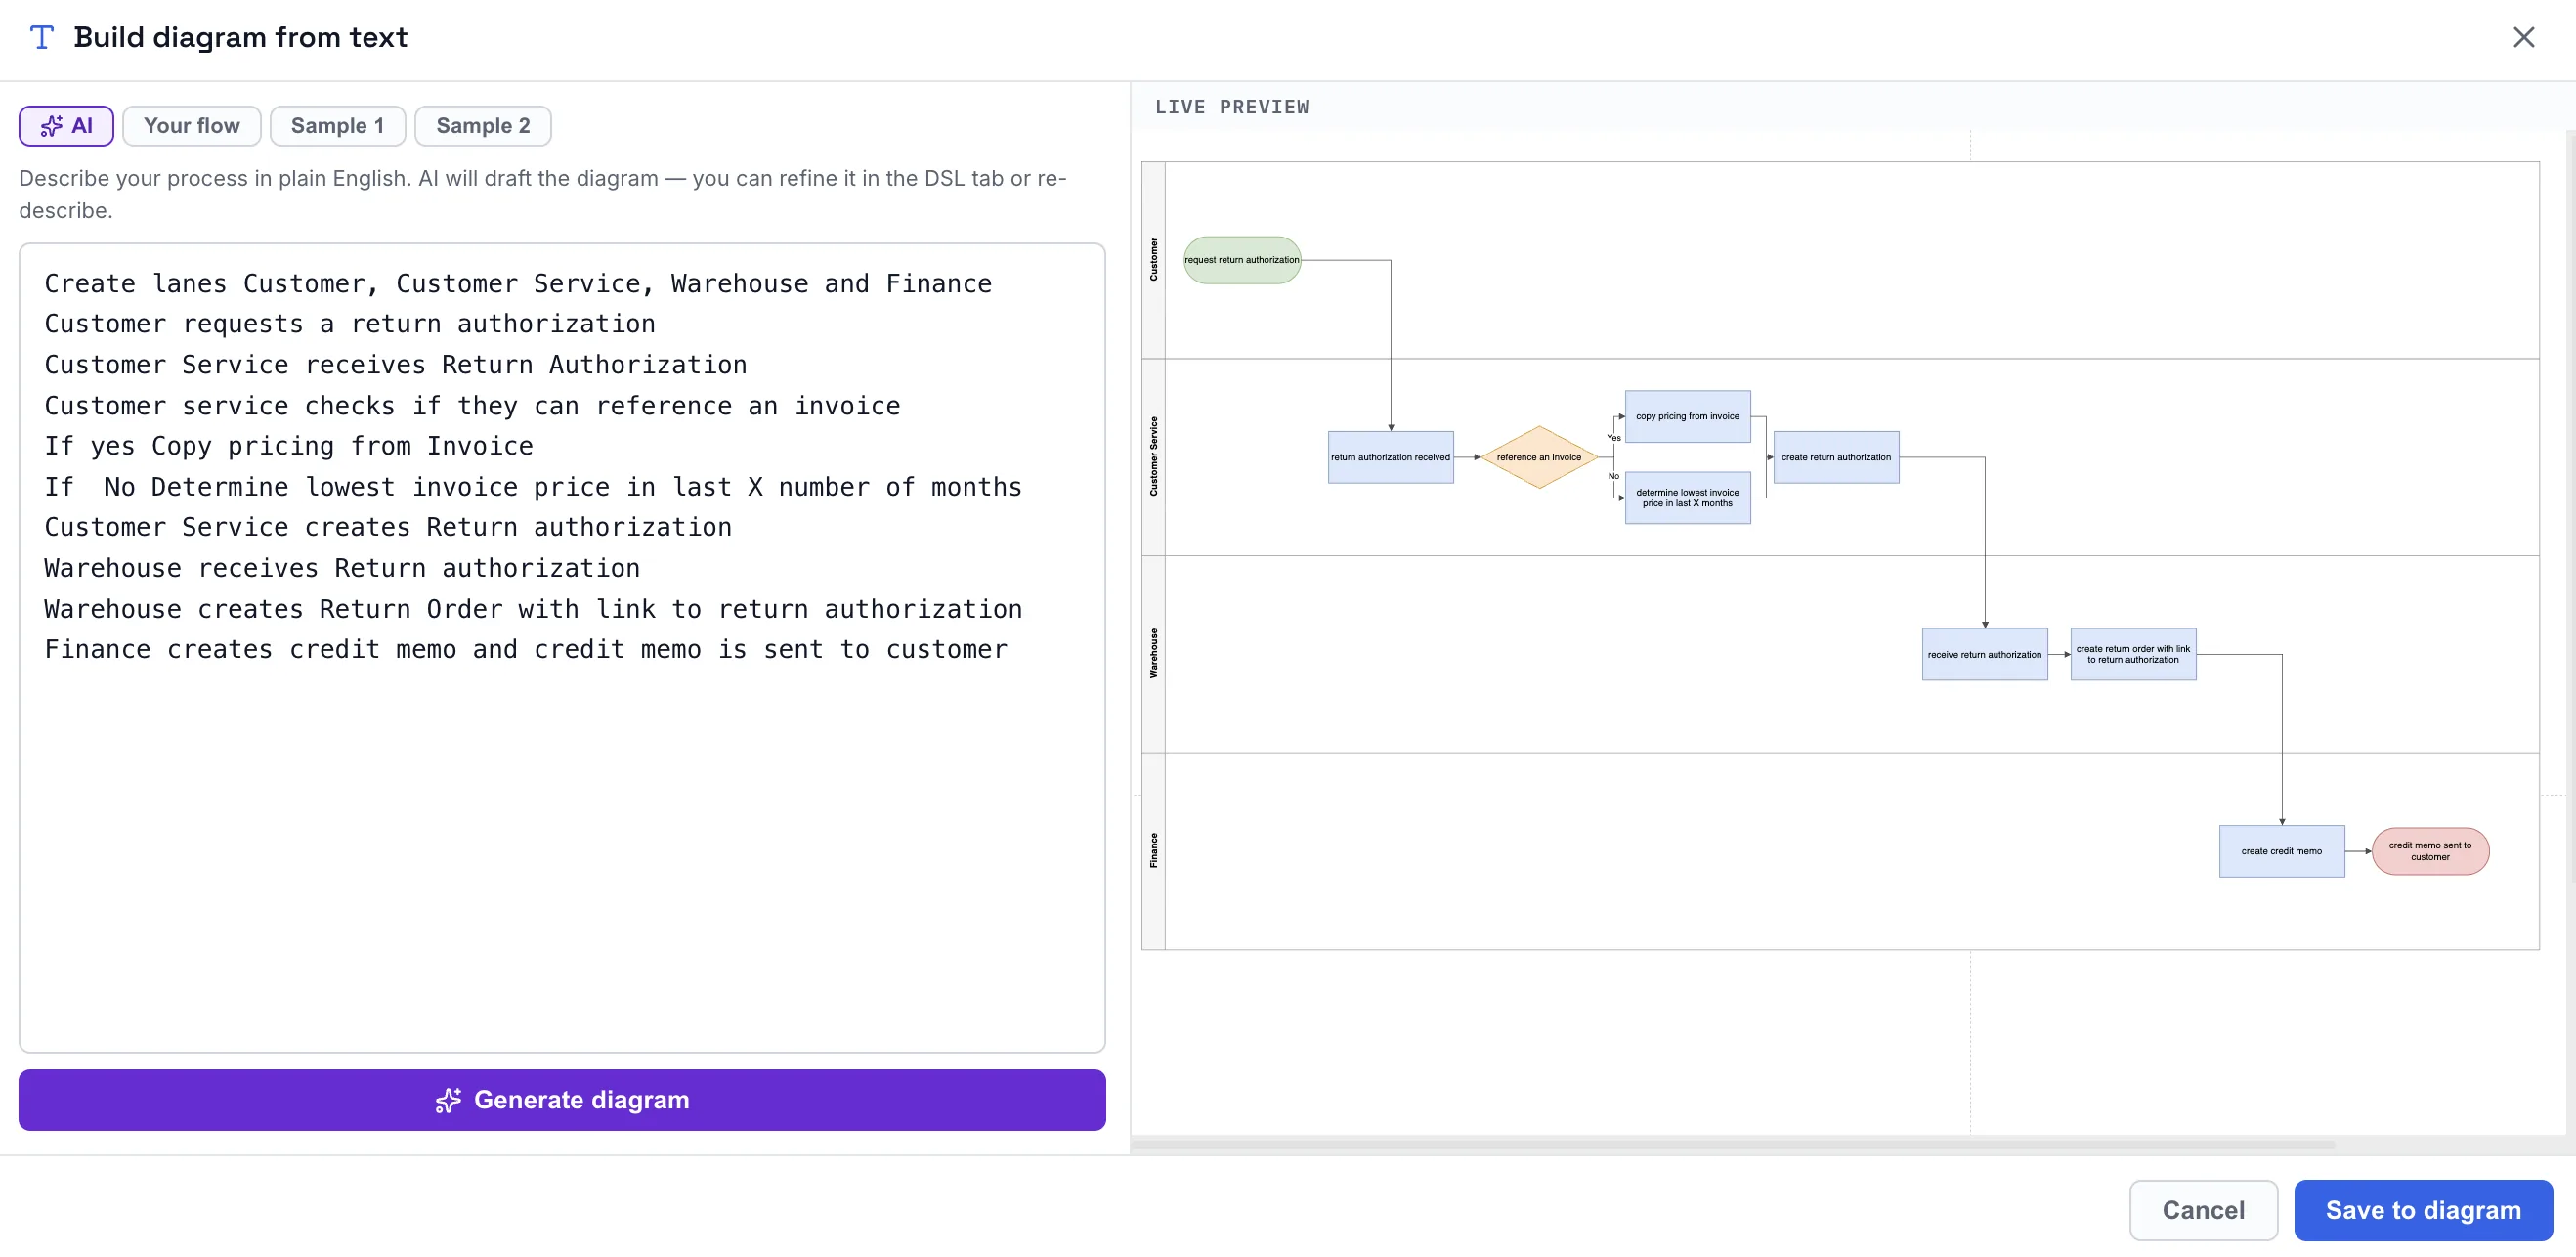 Build diagram from text
AI
Your flow
Sample 1
Sample 2
Describe your process in plain English. AI will draft the diagram — you can refine it in the DSL tab or re-
describe.
Create lanes Customer, Customer Service, Warehouse and Finance
Customer requests a return authorization
Customer Service receives Return Authorization
Customer service checks if they can reference an invoice
If yes Copy pricing from Invoice
If  No Determine lowest invoice price in last X number of months
Customer Service creates Return authorization
Warehouse receives Return authorization
Warehouse creates Return Order with link to return authorization
Finance creates credit memo and credit memo is sent to customer
Generate diagram
LIVE PREVIEW
Customer
request return authorization
Customer Service
return authorization received
reference an invoice
Yes
No
copy pricing from invoice
determine lowest invoice
price in last X months
create return authorization
Warehouse
receive return authorization
create return order with link
to return authorization
Finance
create credit memo
credit memo sent to
customer
Cancel
Save to diagram